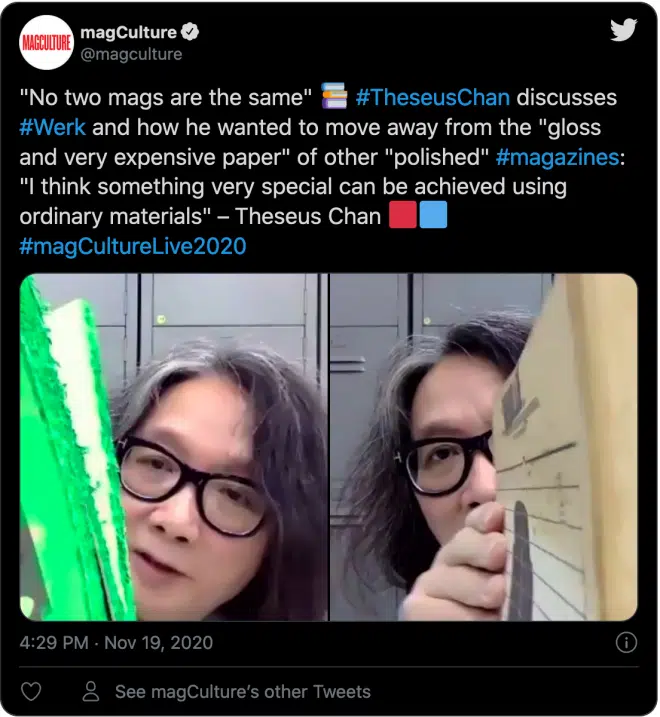 MAGCULTURE
magCulture
@magculture
"No two mags are the same" 📚 #TheseusChan discusses
#Werk and how he wanted to move away from the "gloss
and very expensive paper" of other "polished" #magazines:
"I think something very special can be achieved using
ordinary materials" – Theseus Chan 🟥🟦
#magCultureLive2020
4:29 PM · Nov 19, 2020
See magCulture's other Tweets